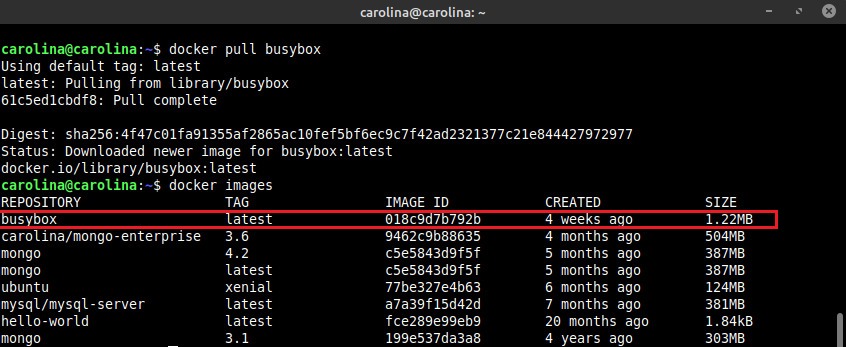 carolina@carolina: ~
carolina@carolina:~$ docker pull busybox
Using default tag: latest
latest: Pulling from library/busybox
61c5ed1cbdf8: Pull complete
Digest: sha256:4f47c01fa91355af2865ac10fef5bf6ec9c7f42ad2321377c21e844427972977
Status: Downloaded newer image for busybox:latest
docker.io/library/busybox:latest
carolina@carolina:~$ docker images
REPOSITORY TAG IMAGE ID CREATED SIZE
busybox latest 018c9d7b792b 4 weeks ago 1.22MB
carolina/mongo-enterprise 3.6 9462c9b88635 4 months ago 504MB
mongo 4.2 c5e5843d9f5f 5 months ago 387MB
mongo latest c5e5843d9f5f 5 months ago 387MB
ubuntu xenial 77be327e4b63 6 months ago 124MB
mysql/mysql-server latest a7a39f15d42d 7 months ago 381MB
hello-world latest fce289e99eb9 20 months ago 1.84kB
mongo 3.1 199e537da3a8 4 years ago 303MB